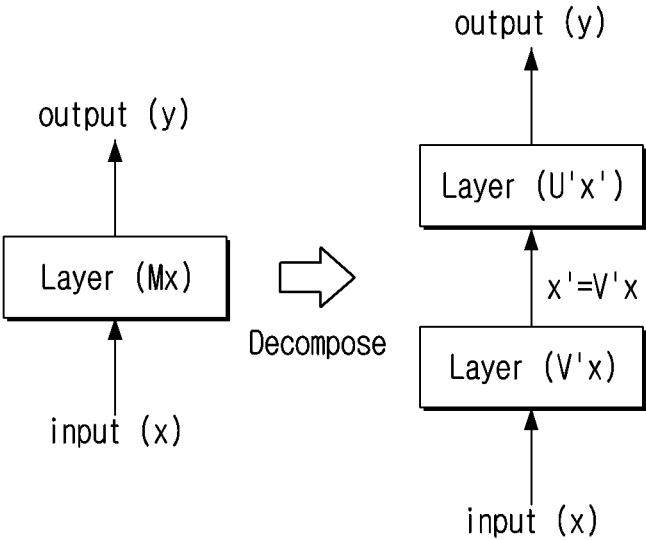 output (y)
Layer (Mx)
input (x)
Decompose
output (y)
Layer (U'x')
x'=V'x
Layer (V'x)
input (x)